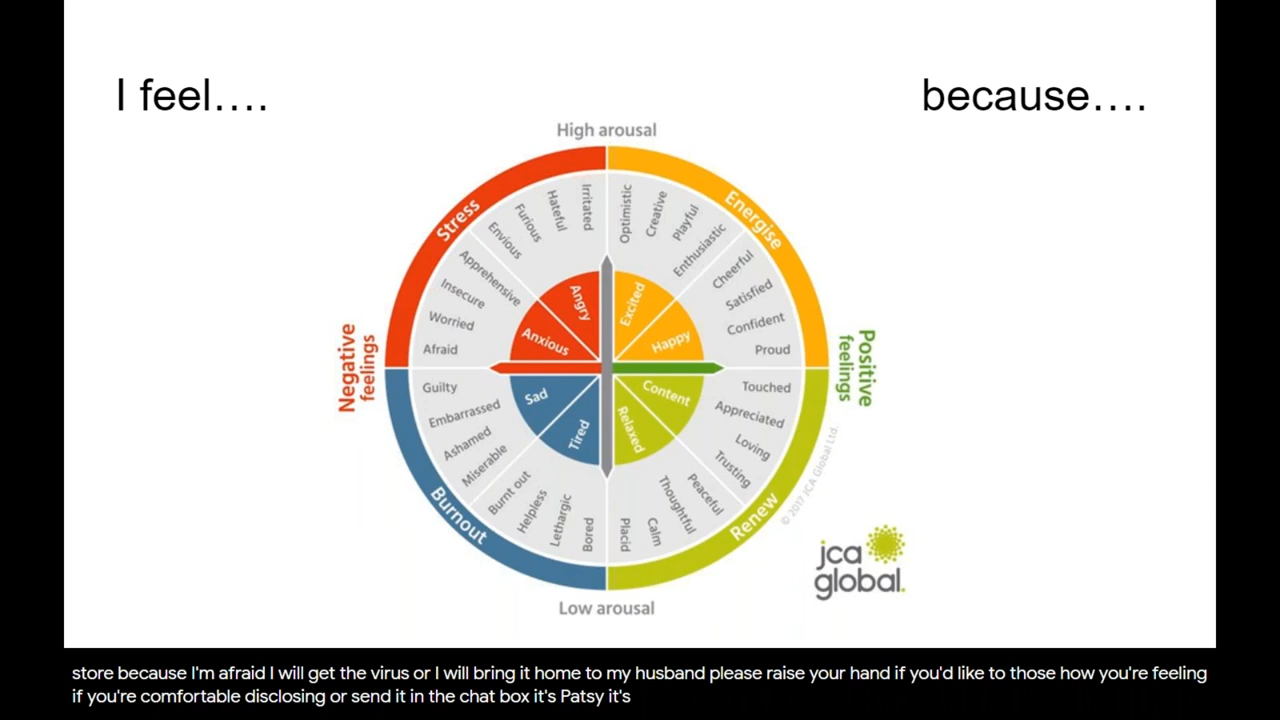 I feel….
because….
High arousal
Stress
Energise
Irritated
Hateful
Furious
Envious
Apprehensive
Insecure
Worried
Afraid
Optimistic
Creative
Playful
Enthusiastic
Cheerful
Satisfied
Confident
Proud
Angry
Anxious
Excited
Happy
Negative
feelings
Positive
feelings
Sad
Tired
Content
Relaxed
Guilty
Embarrassed
Ashamed
Miserable
Burnt out
Helpless
Lethargic
Bored
Touched
Appreciated
Loving
Trusting
Peaceful
Thoughtful
Calm
Placid
Burnout
Renew
© 2017 JCA Global Ltd.
jca
global.
Low arousal
store because I'm afraid I will get the virus or I will bring it home to my husband please raise your hand if you'd like to those how you're feeling
if you're comfortable disclosing or send it in the chat box it's Patsy it's